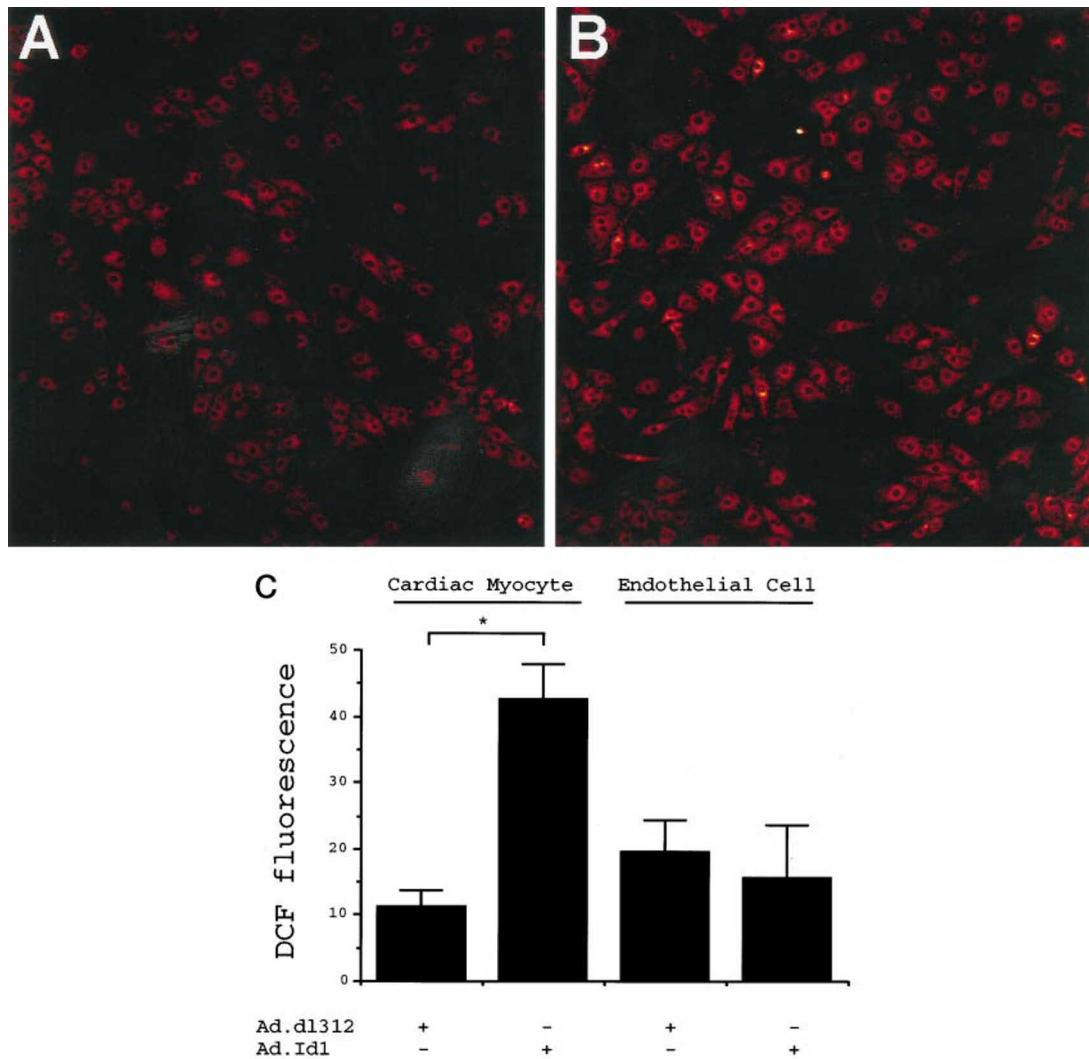 A B
C Cardiac Myocyte Endothelial Cell
*
50
40
30
20
10
0
DCF fluorescence
Ad.dl312 + - + -
Ad.Id1 - + - +